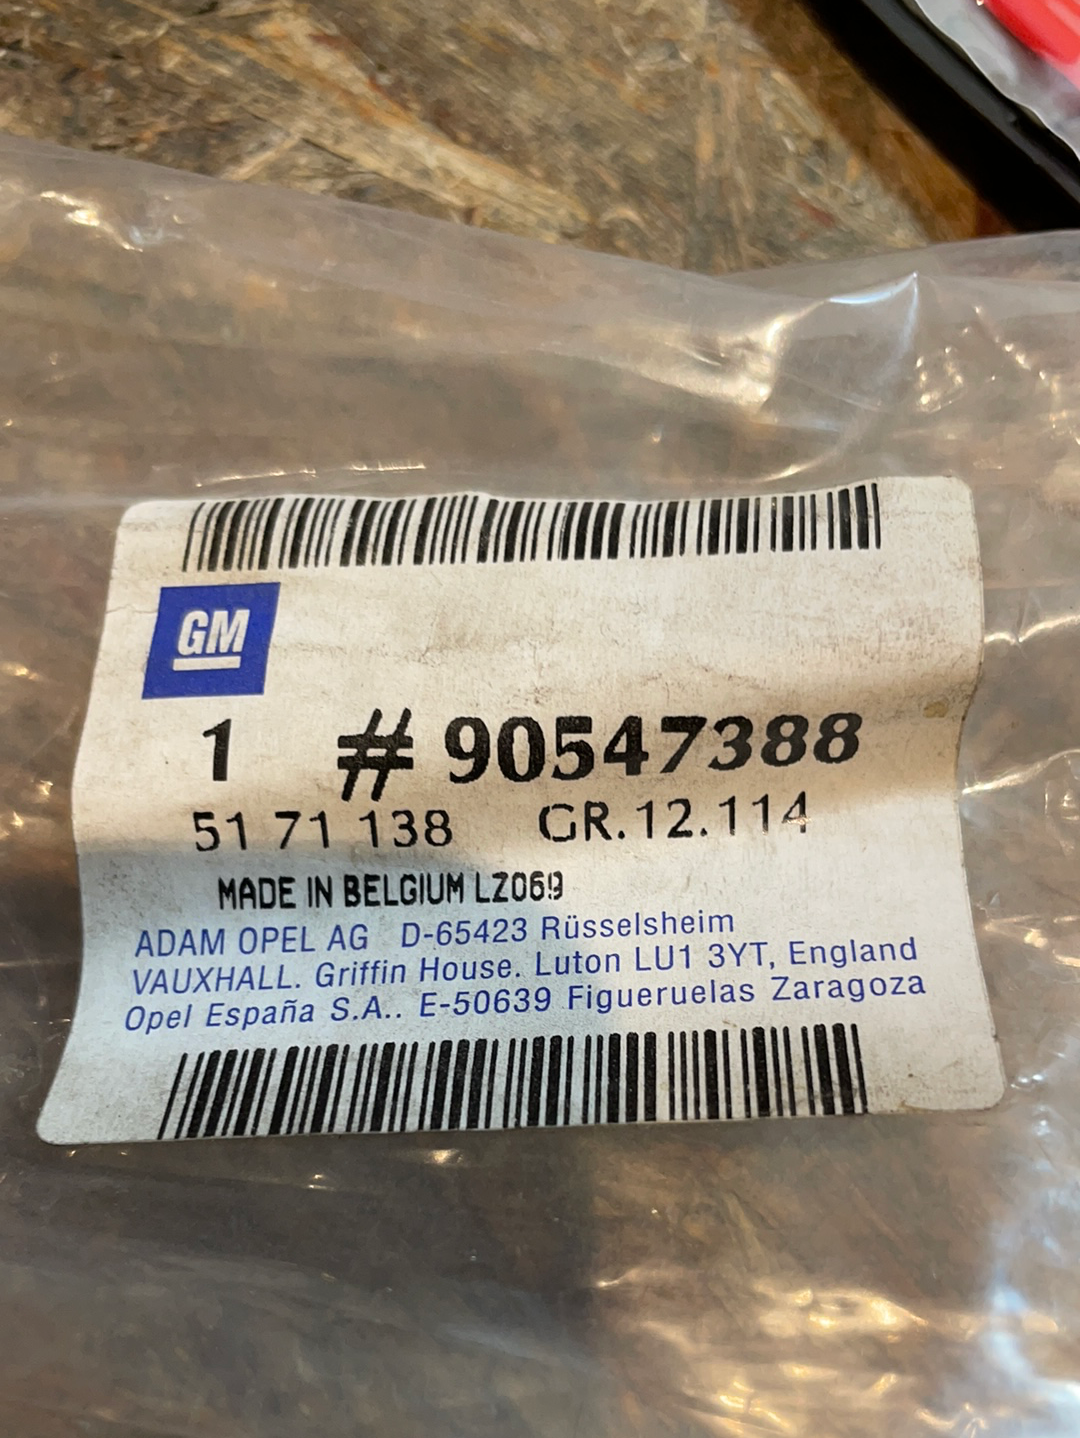 GM
1 # 90547388
51 71 138 GR.12.114
MADE IN BELGIUM LZ069
ADAM OPEL AG D-65423 Rüsselsheim
VAUXHALL. Griffin House. Luton LU1 3YT, England
Opel España S.A.. E-50639 Figueruelas Zaragoza